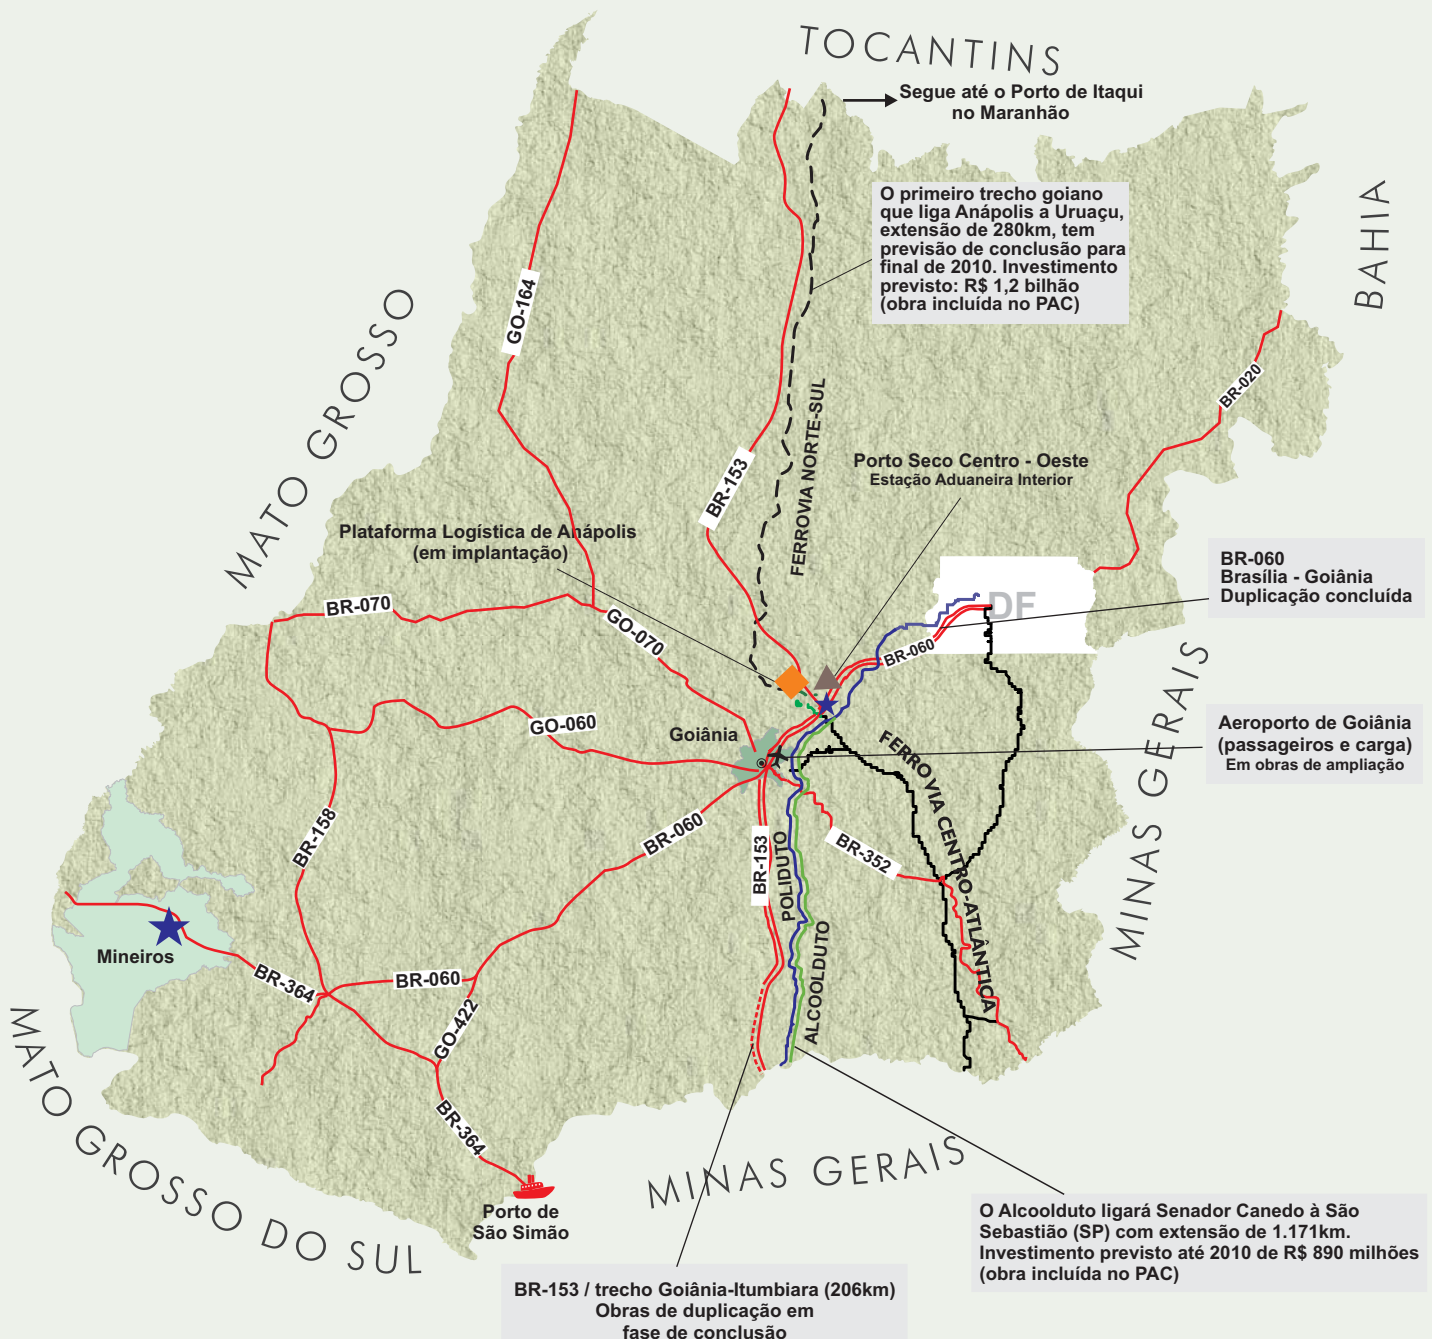 TOCANTINS
Segue até o Porto de Itaqui
no Maranhão
O primeiro trecho goiano
que liga Anápolis a Uruaçu,
extensão de 280km, tem
previsão de conclusão para
final de 2010. Investimento
previsto: R$ 1,2 bilhão
(obra incluída no PAC)
BAHIA
GO-164
MATO GROSSO
BR-020
FERROVIA NORTE-SUL
BR-153
Porto Seco Centro - Oeste
Estação Aduaneira Interior
Plataforma Logística de Anápolis
(em implantação)
BR-060
Brasília - Goiânia
Duplicação concluída
DF
BR-070
GO-070
BR-060
MINAS GERAIS
GO-060
Goiânia
Aeroporto de Goiânia
(passageiros e carga)
Em obras de ampliação
FERROVIA CENTRO-ATLÂNTICA
BR-158
BR-060
BR-153
POLIDUTO
BR-352
Mineiros
BR-364
BR-060
GO-422
ALCOOLDUTO
MATO GROSSO DO SUL
BR-364
MINAS GERAIS
Porto de
São Simão
O Alcoolduto ligará Senador Canedo à São
Sebastião (SP) com extensão de 1.171km.
Investimento previsto até 2010 de R$ 890 milhões
(obra incluída no PAC)
BR-153 / trecho Goiânia-Itumbiara (206km)
Obras de duplicação em
fase de conclusão